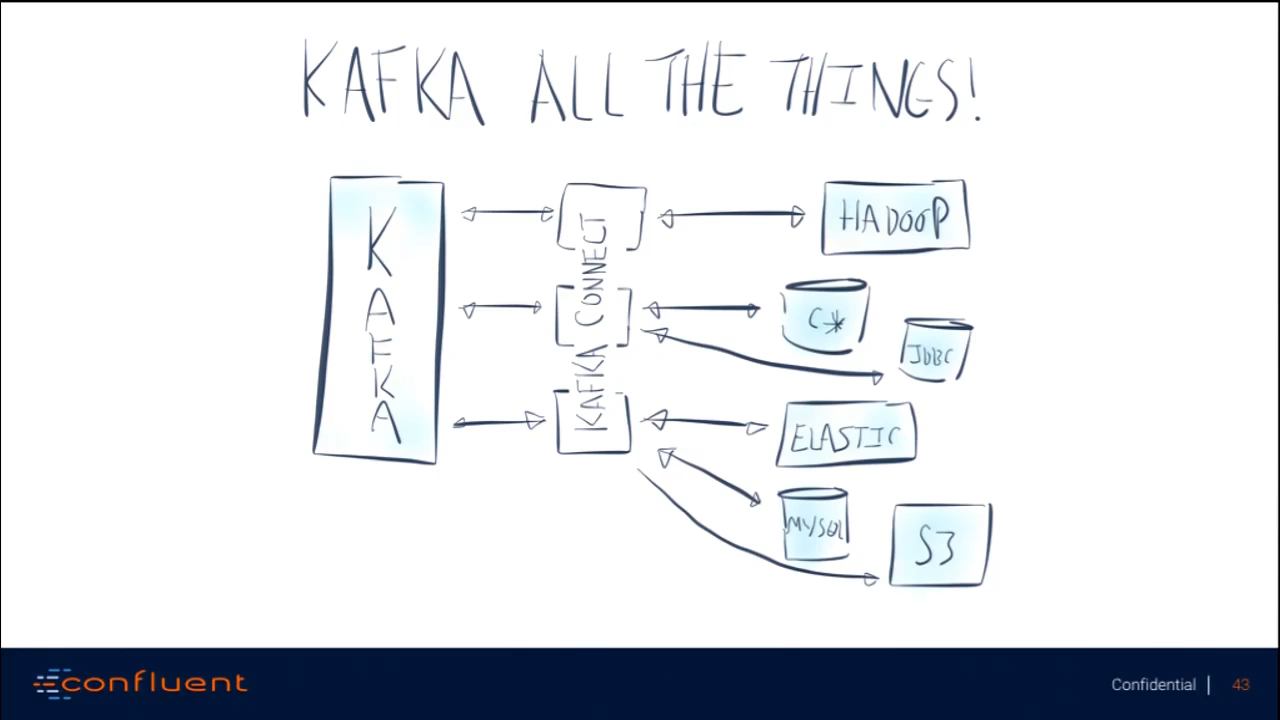 KAFKA ALL THE THINGS!
KAFKA
KAFKA CONNECT
HADOOP
C*
JDBC
ELASTIC
MYSQL
S3
confluent
Confidential | 43